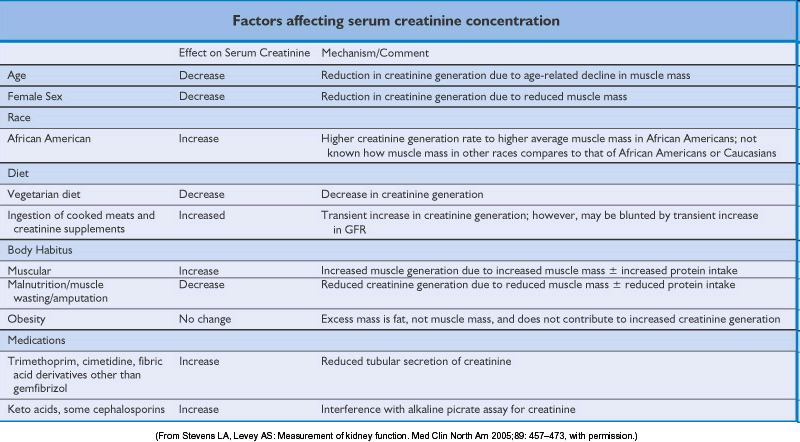 Factors affecting serum creatinine concentration
Effect on Serum Creatinine Mechanism/Comment
Age Decrease Reduction in creatinine generation due to age-related decline in muscle mass
Female Sex Decrease Reduction in creatinine generation due to reduced muscle mass
Race
African American Increase Higher creatinine generation rate to higher average muscle mass in African Americans; not
known how muscle mass in other races compares to that of African Americans or Caucasians
Diet
Vegetarian diet Decrease Decrease in creatinine generation
Ingestion of cooked meats and Increased Transient increase in creatinine generation; however, may be blunted by transient increase
creatinine supplements in GFR
Body Habitus
Muscular Increase Increased muscle generation due to increased muscle mass ± increased protein intake
Malnutrition/muscle Decrease Reduced creatinine generation due to reduced muscle mass ± reduced protein intake
wasting/amputation
Obesity No change Excess mass is fat, not muscle mass, and does not contribute to increased creatinine generation
Medications
Trimethoprim, cimetidine, fibric Increase Reduced tubular secretion of creatinine
acid derivatives other than
gemfibrizol
Keto acids, some cephalosporins Increase Interference with alkaline picrate assay for creatinine
(From Stevens LA, Levey AS: Measurement of kidney function. Med Clin North Am 2005;89: 457–473, with permission.)